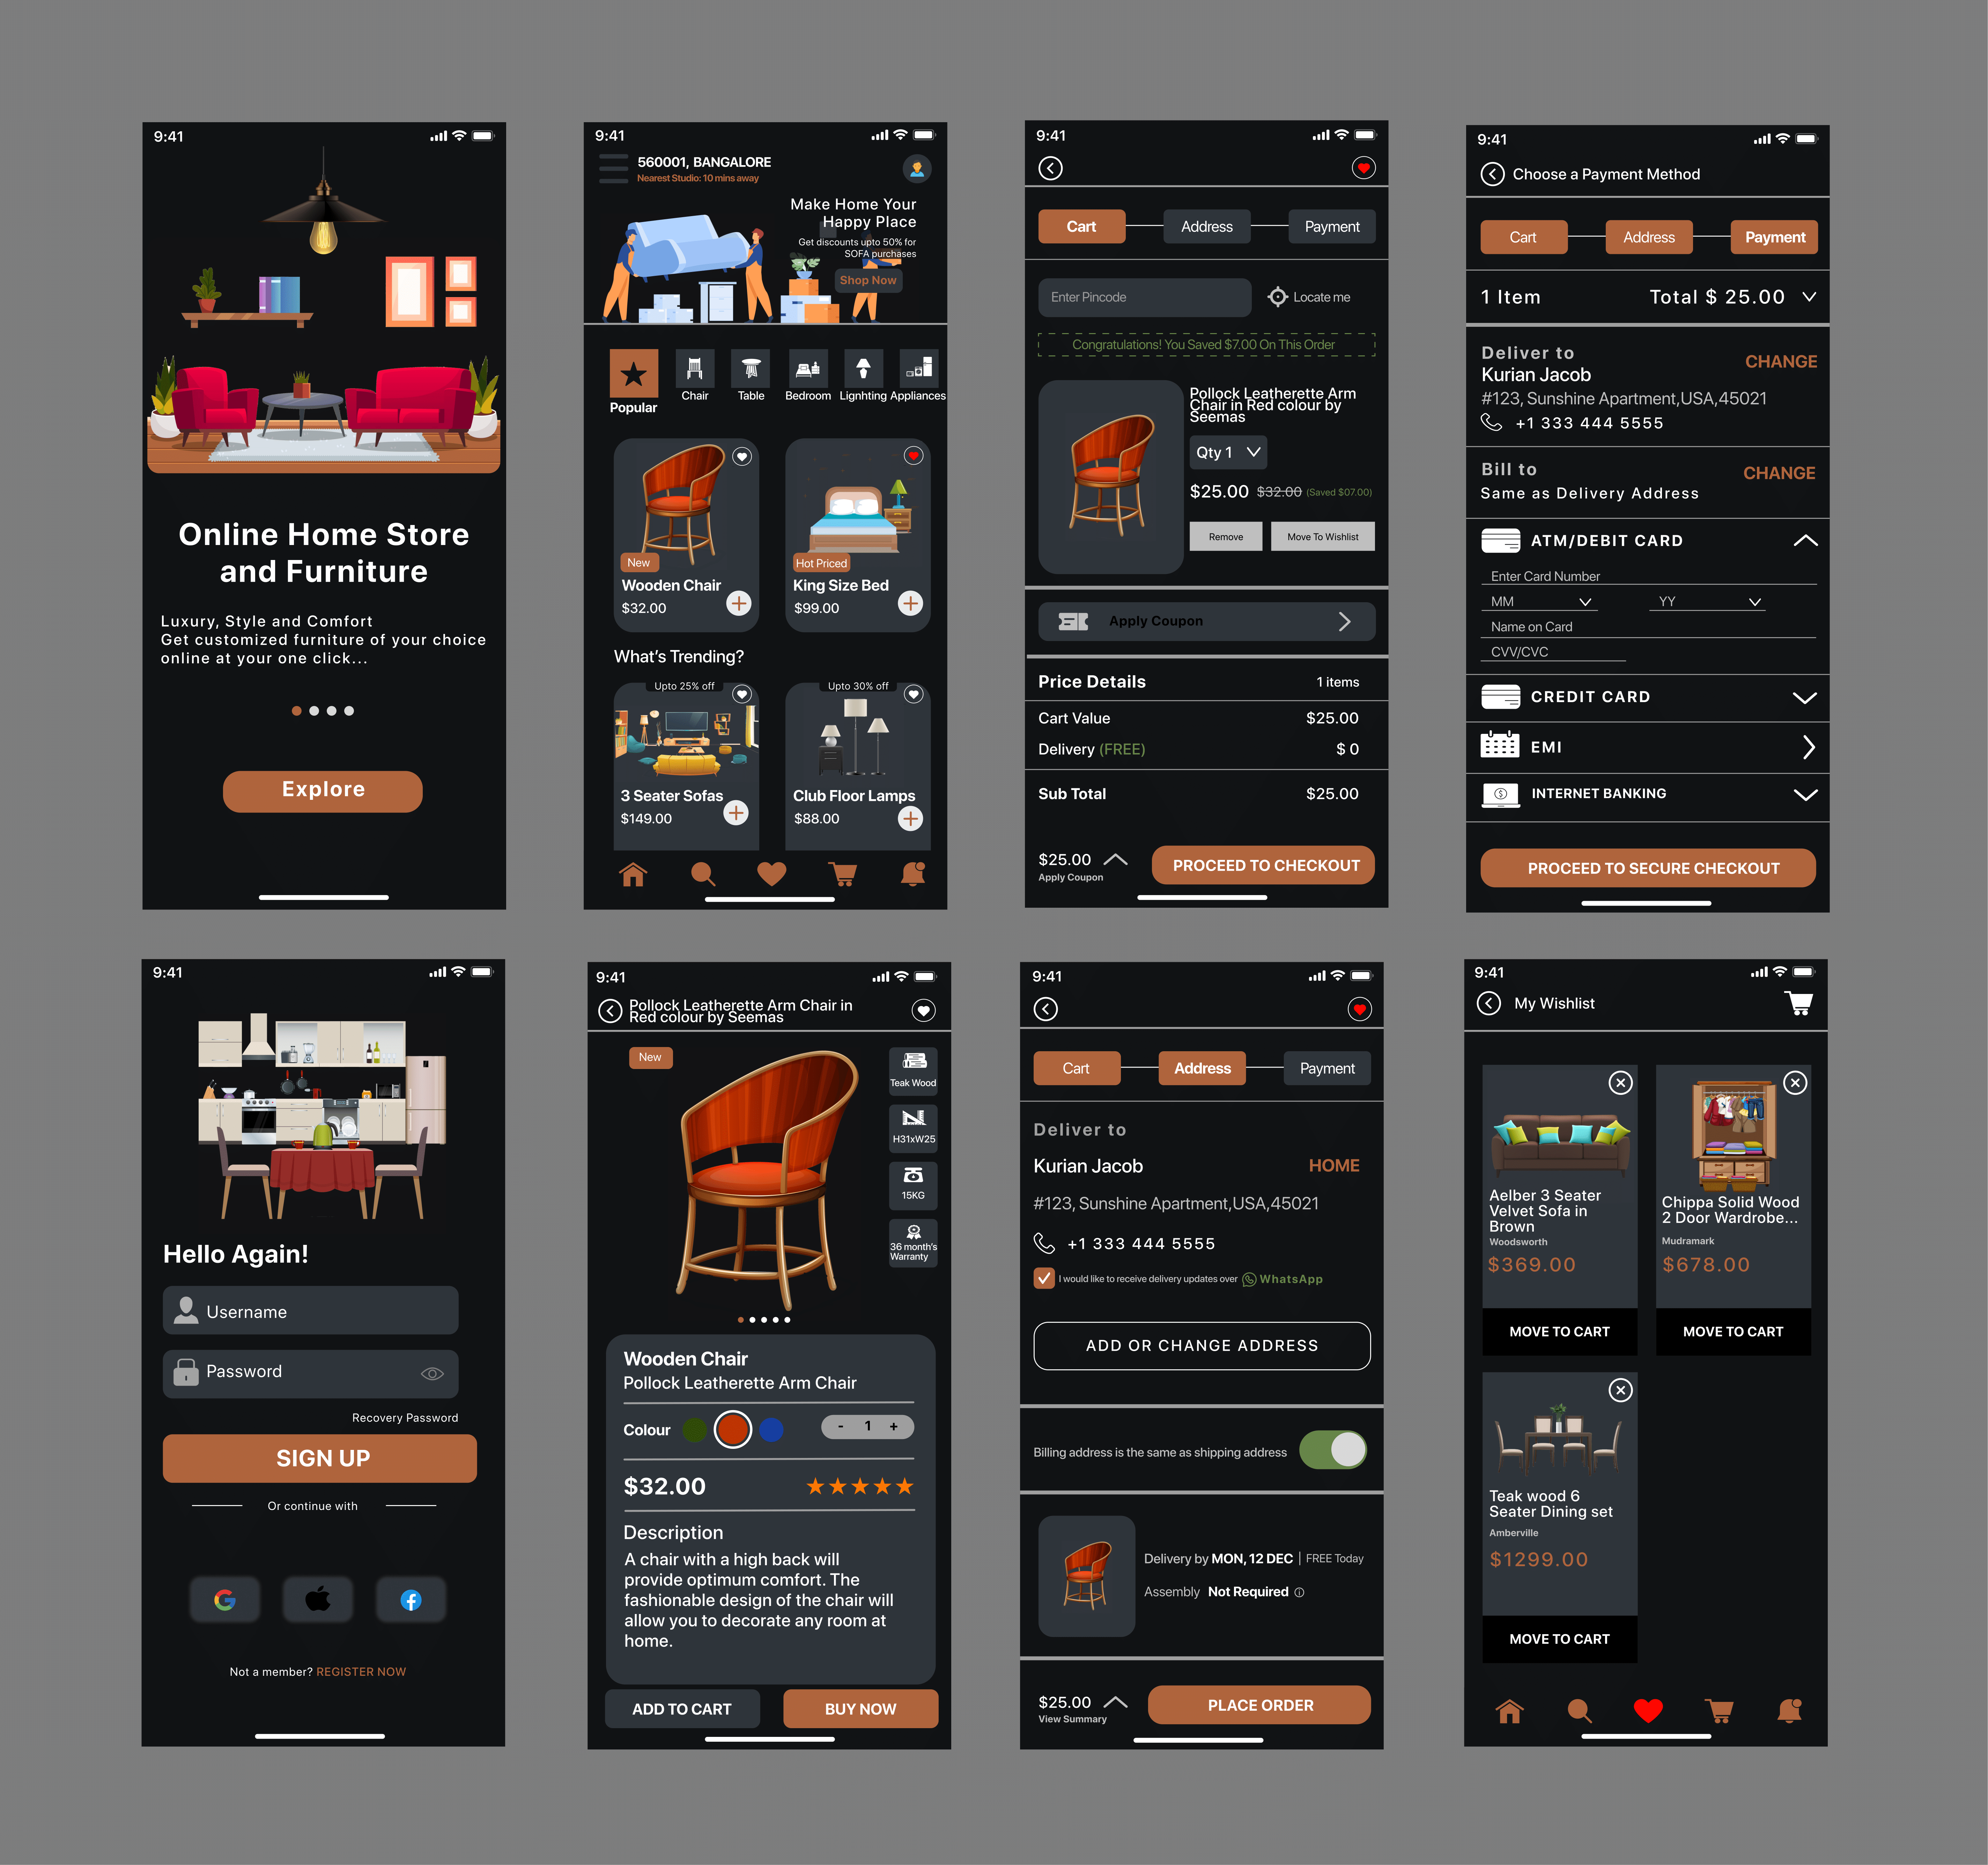 9:41
Online Home Store
and Furniture
Luxury, Style and Comfort
Get customized furniture of your choice
online at your one click...
Explore
9:41
560001, BANGALORE
Nearest Studio: 10 mins away
Make Home Your
Happy Place
Get discounts upto 50% for
SOFA purchases
Shop Now
Popular
Chair
Table
Bedroom
Lignhting
Appliances
New
Wooden Chair
$32.00
Hot Priced
King Size Bed
$99.00
What's Trending?
Upto 25% off
3 Seater Sofas
$149.00
Upto 30% off
Club Floor Lamps
$88.00
9:41
Cart
Address
Payment
Enter Pincode
Locate me
Congratulations! You Saved $7.00 On This Order
Pollock Leatherette Arm
Chair in Red colour by
Seemas
Qty 1
$25.00 $32.00 (Saved $07.00)
Remove
Move To Wishlist
Apply Coupon
Price Details
1 items
Cart Value
$25.00
Delivery (FREE)
$ 0
Sub Total
$25.00
$25.00
Apply Coupon
PROCEED TO CHECKOUT
9:41
Choose a Payment Method
Cart
Address
Payment
1 Item
Total $ 25.00
Deliver to
Kurian Jacob
CHANGE
#123, Sunshine Apartment,USA,45021
+1 333 444 5555
Bill to
CHANGE
Same as Delivery Address
ATM/DEBIT CARD
Enter Card Number
MM
YY
Name on Card
CVV/CVC
CREDIT CARD
EMI
$
INTERNET BANKING
PROCEED TO SECURE CHECKOUT
9:41
Hello Again!
Username
Password
Recovery Password
SIGN UP
Or continue with
Not a member? REGISTER NOW
9:41
Pollock Leatherette Arm Chair in
Red colour by Seemas
New
Teak Wood
H31xW25
15KG
36 month's
Warranty
Wooden Chair
Pollock Leatherette Arm Chair
Colour
- 1 +
$32.00
Description
A chair with a high back will
provide optimum comfort. The
fashionable design of the chair will
allow you to decorate any room at
home.
ADD TO CART
BUY NOW
9:41
Cart
Address
Payment
Deliver to
Kurian Jacob
HOME
#123, Sunshine Apartment,USA,45021
+1 333 444 5555
I would like to receive delivery updates over WhatsApp
ADD OR CHANGE ADDRESS
Billing address is the same as shipping address
Delivery by MON, 12 DEC | FREE Today
Assembly Not Required
$25.00
View Summary
PLACE ORDER
9:41
My Wishlist
Aelber 3 Seater
Velvet Sofa in
Brown
Woodsworth
$369.00
MOVE TO CART
Chippa Solid Wood
2 Door Wardrobe...
Mudramark
$678.00
MOVE TO CART
Teak wood 6
Seater Dining set
Amberville
$1299.00
MOVE TO CART